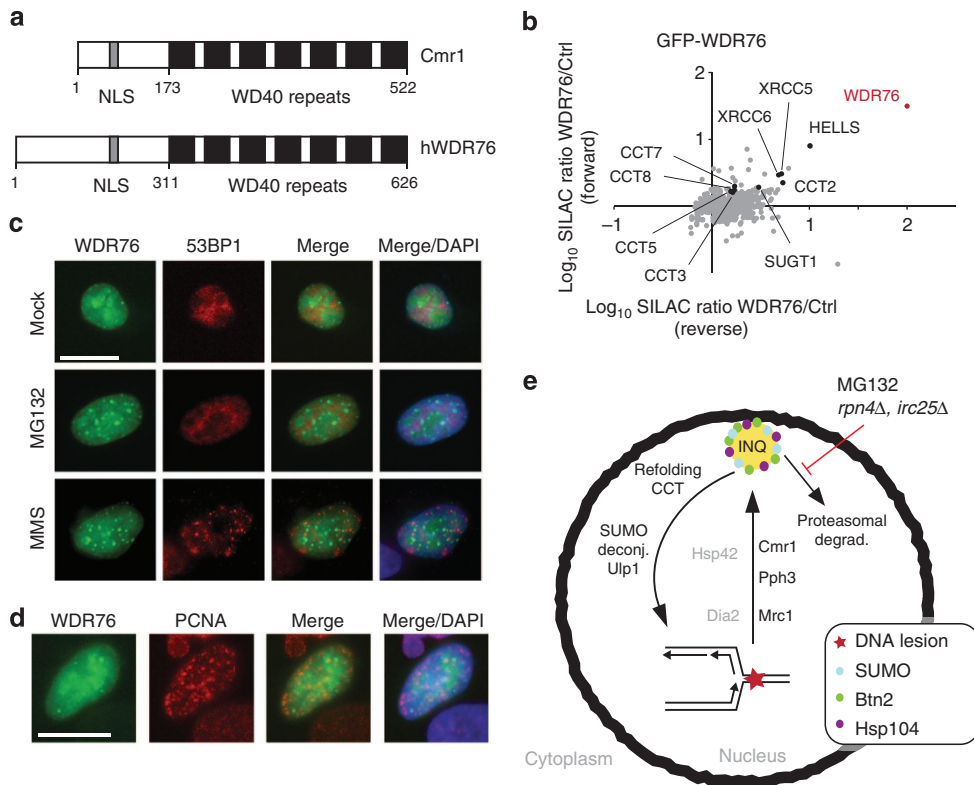 a
Cmr1
1
173
522
NLS
WD40 repeats
hWDR76
1
311
626
NLS
WD40 repeats
b
GFP-WDR76
Log10 SILAC ratio WDR76/Ctrl
(forward)
2
1
−1
1
2
XRCC5
XRCC6
WDR76
HELLS
CCT7
CCT8
CCT2
CCT5
CCT3
SUGT1
Log10 SILAC ratio WDR76/Ctrl
(reverse)
c
WDR76
53BP1
Merge
Merge/DAPI
Mock
MG132
MMS
d
WDR76
PCNA
Merge
Merge/DAPI
e
MG132
rpn4Δ, irc25Δ
INQ
Refolding
CCT
SUMO
deconj.
Ulp1
Proteasomal
degrad.
Hsp42
Cmr1
Pph3
Dia2
Mrc1
Cytoplasm
Nucleus
DNA lesion
SUMO
Btn2
Hsp104